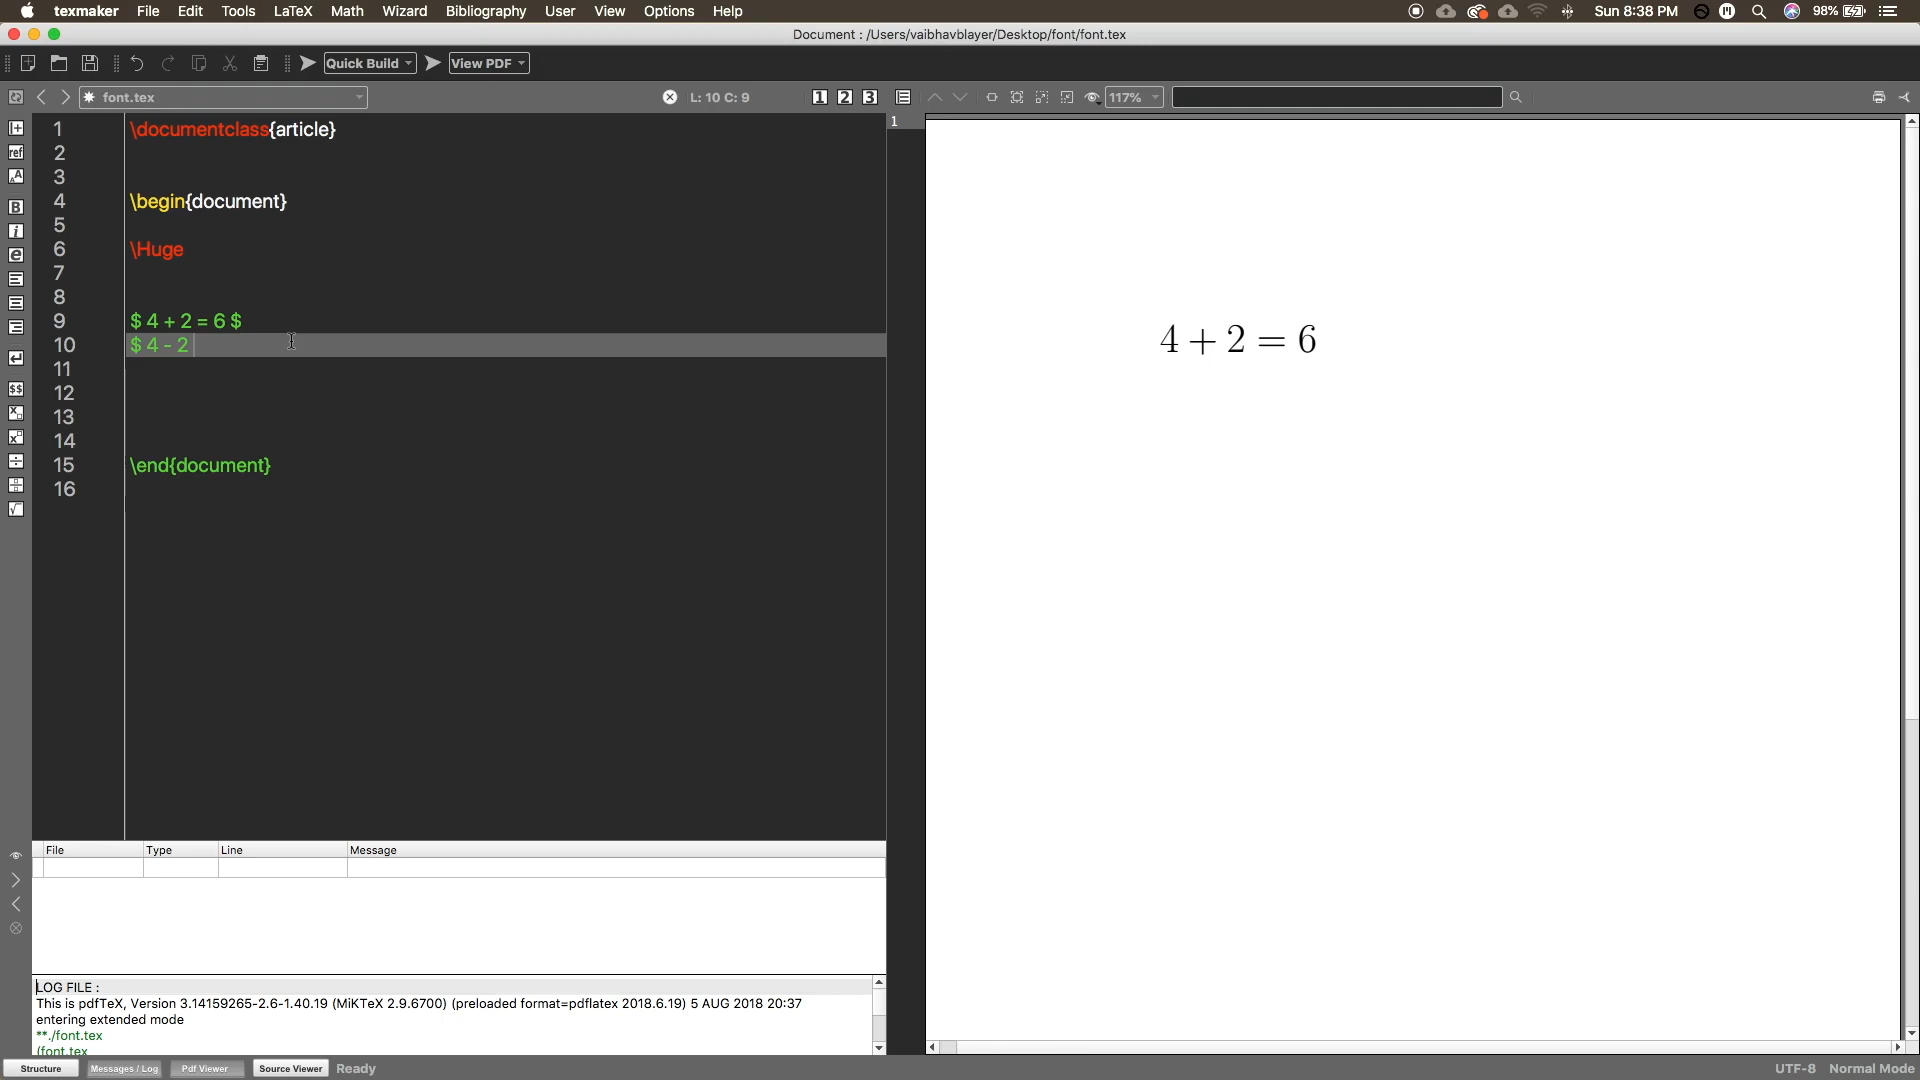 texmaker File Edit Tools LaTeX Math Wizard Bibliography User View Options Help Sun 8:38 PM 98%
Document : /Users/vaibhavblayer/Desktop/font/font.tex
Quick Build View PDF
font.tex L: 10 C: 9 1 2 3 117%
1 \documentclass{article}
2
3
4 \begin{document}
5
6 \Huge
7
8
9 $ 4 + 2 = 6 $
10 $ 4 - 2
11
12
13
14
15 \end{document}
16
1
4 + 2 = 6
File Type Line Message
LOG FILE :
This is pdfTeX, Version 3.14159265-2.6-1.40.19 (MiKTeX 2.9.6700) (preloaded format=pdflatex 2018.6.19) 5 AUG 2018 20:37
entering extended mode
**./font.tex
(font.tex
Structure Messages / Log Pdf Viewer Source Viewer Ready UTF-8 Normal Mode